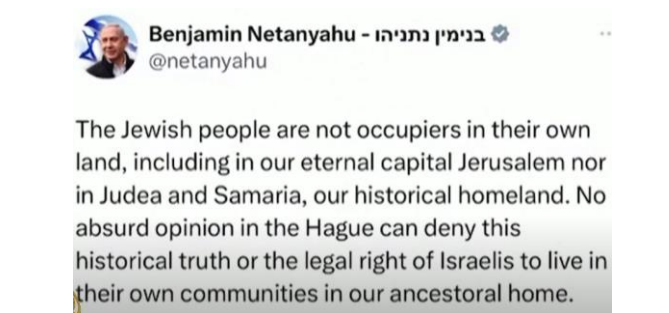 Benjamin Netanyahu - בנימין נתניהו
@netanyahu
The Jewish people are not occupiers in their own
land, including in our eternal capital Jerusalem nor
in Judea and Samaria, our historical homeland. No
absurd opinion in the Hague can deny this
historical truth or the legal right of Israelis to live in
their own communities in our ancestoral home.